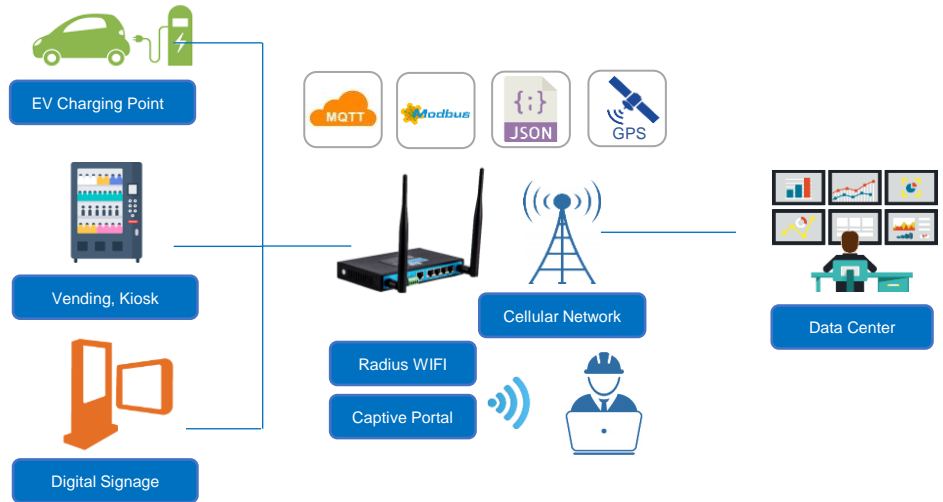 EV Charging Point
MQTT
Modbus
{;}
JSON
GPS
Vending, Kiosk
Cellular Network
Data Center
Radius WIFI
Captive Portal
Digital Signage